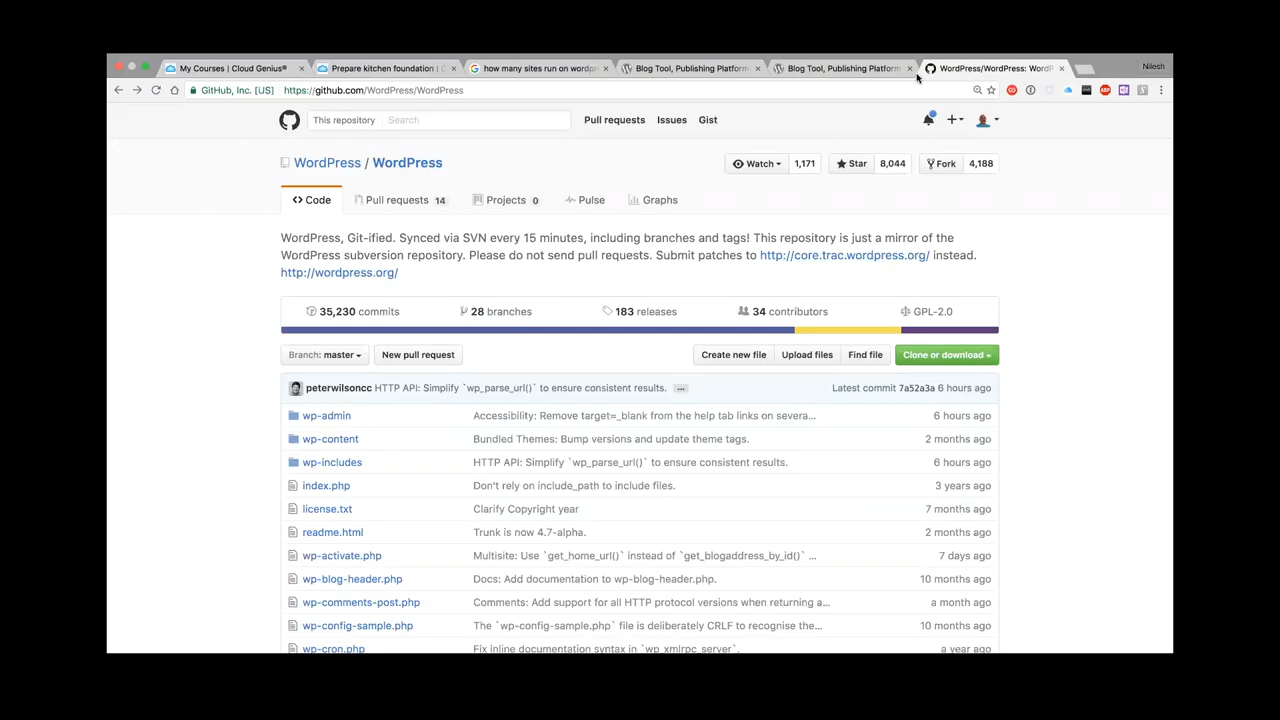 My Courses | Cloud Genius®
Prepare kitchen foundation | C
how many sites run on wordpr
Blog Tool, Publishing Platform
Blog Tool, Publishing Platform
WordPress/WordPress: WordP
Nilesh
GitHub, Inc. [US]
https://github.com/WordPress/WordPress
This repository
Search
Pull requests
Issues
Gist
WordPress / WordPress
Watch
1,171
Star
8,044
Fork
4,188
Code
Pull requests 14
Projects 0
Pulse
Graphs
WordPress, Git-ified. Synced via SVN every 15 minutes, including branches and tags! This repository is just a mirror of the
WordPress subversion repository. Please do not send pull requests. Submit patches to http://core.trac.wordpress.org/ instead.
http://wordpress.org/
35,230 commits
28 branches
183 releases
34 contributors
GPL-2.0
Branch: master
New pull request
Create new file
Upload files
Find file
Clone or download
peterwilsoncc HTTP API: Simplify `wp_parse_url()` to ensure consistent results. ...
Latest commit 7a52a3a 6 hours ago
wp-admin Accessibility: Remove target=_blank from the help tab links on severa... 6 hours ago
wp-content Bundled Themes: Bump versions and update theme tags. 2 months ago
wp-includes HTTP API: Simplify `wp_parse_url()` to ensure consistent results. 6 hours ago
index.php Don't rely on include_path to include files. 3 years ago
license.txt Clarify Copyright year 7 months ago
readme.html Trunk is now 4.7-alpha. 2 months ago
wp-activate.php Multisite: Use `get_home_url()` instead of `get_blogaddress_by_id()` ... 7 days ago
wp-blog-header.php Docs: Add documentation to wp-blog-header.php. 10 months ago
wp-comments-post.php Comments: Add support for all HTTP protocol versions when returning a... a month ago
wp-config-sample.php The `wp-config-sample.php` file is deliberately CRLF to recognise the... 10 months ago
wp-cron.php Fix inline documentation syntax in `wp_xmlrpc_server`. a year ago